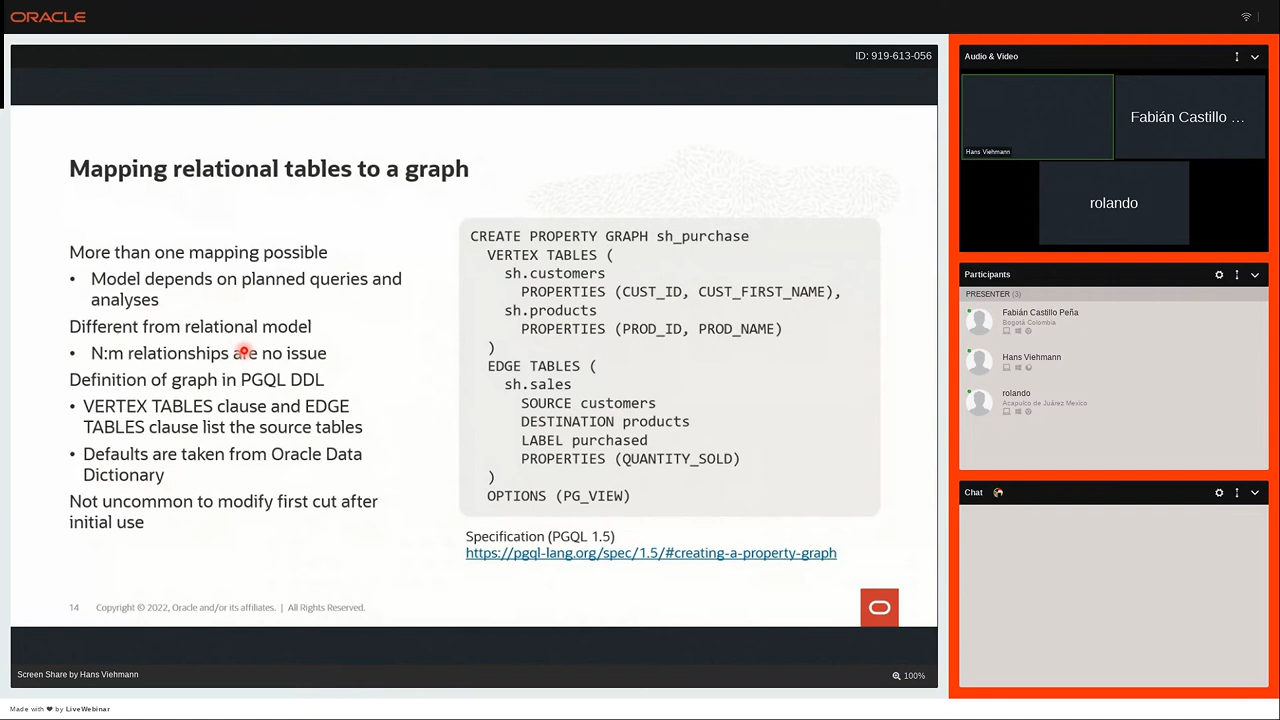 ORACLE
ID: 919-613-056
Mapping relational tables to a graph
More than one mapping possible
• Model depends on planned queries and
analyses
Different from relational model
• N:m relationships are no issue
Definition of graph in PGQL DDL
• VERTEX TABLES clause and EDGE
TABLES clause list the source tables
• Defaults are taken from Oracle Data
Dictionary
Not uncommon to modify first cut after
initial use
CREATE PROPERTY GRAPH sh_purchase
VERTEX TABLES (
sh.customers
PROPERTIES (CUST_ID, CUST_FIRST_NAME),
sh.products
PROPERTIES (PROD_ID, PROD_NAME)
)
EDGE TABLES (
sh.sales
SOURCE customers
DESTINATION products
LABEL purchased
PROPERTIES (QUANTITY_SOLD)
)
OPTIONS (PG_VIEW)
Specification (PGQL 1.5)
https://pgql-lang.org/spec/1.5/#creating-a-property-graph
14 Copyright © 2022, Oracle and/or its affiliates. | All Rights Reserved.
Screen Share by Hans Viehmann
100%
Made with ❤ by LiveWebinar
Audio & Video
Hans Viehmann
Fabián Castillo ...
rolando
Participants
PRESENTER (3)
Fabián Castillo Peña
Bogotá Colombia
Hans Viehmann
rolando
Acapulco de Juárez Mexico
Chat